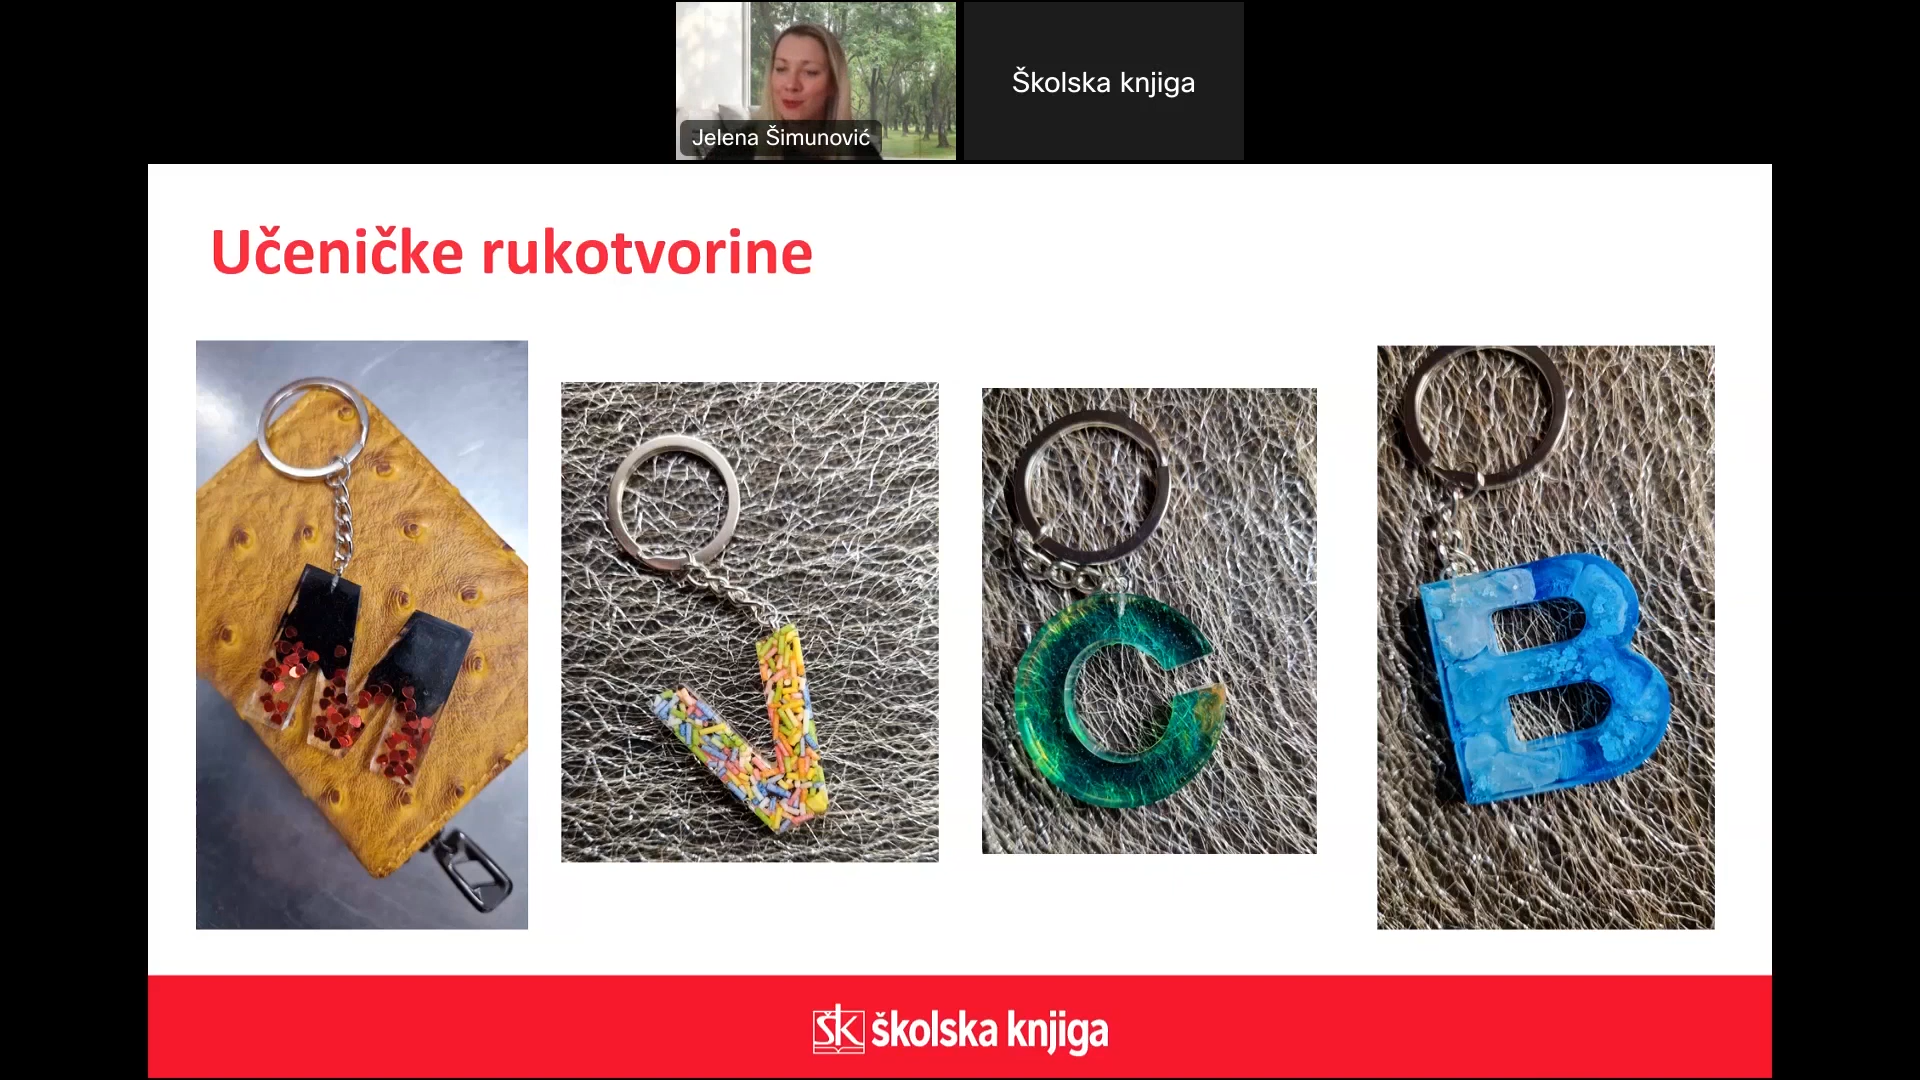 Jelena Šimunović
Školska knjiga
Učeničke rukotvorine
M
V
C
B
ŠK školska knjiga